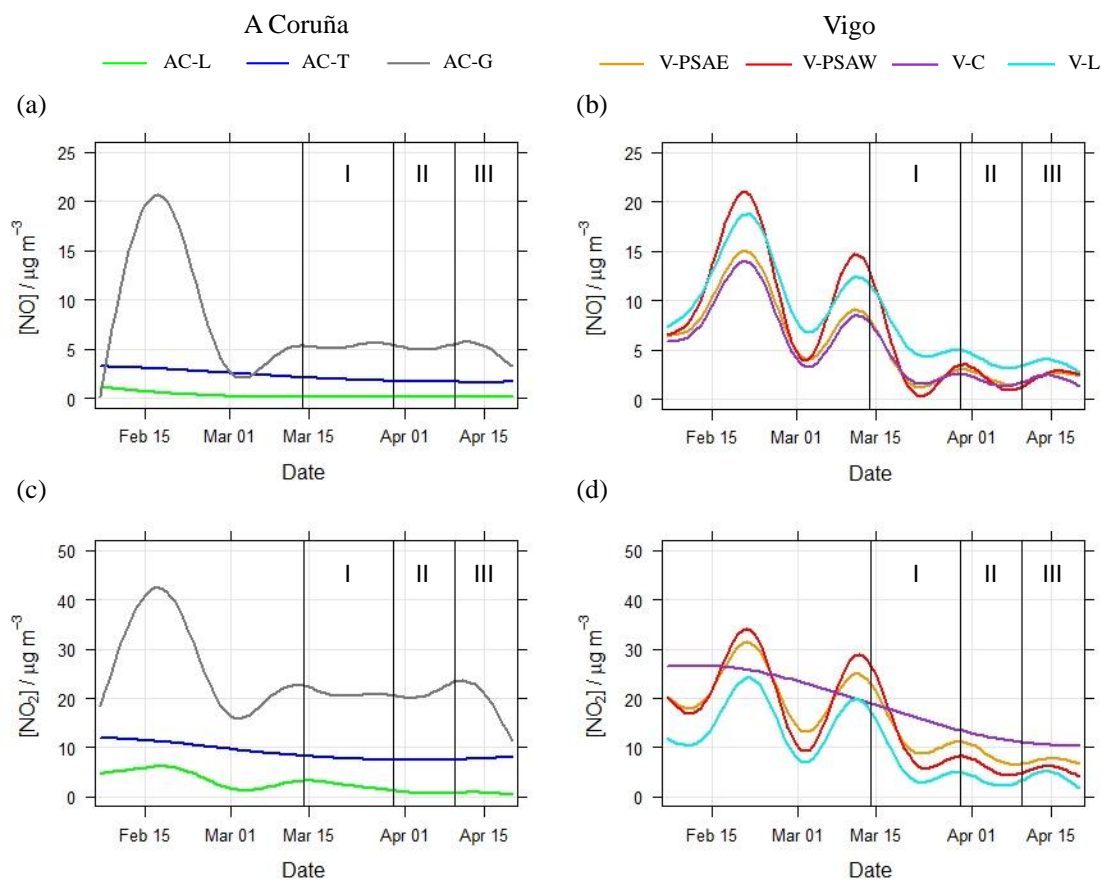 A Coruña
Vigo
AC-L AC-T AC-G
V-PSAE V-PSAW V-C V-L
(a)
(b)
25
20
15
10
5
0
[NO] / µg m⁻³
I II III
Feb 15 Mar 01 Mar 15 Apr 01 Apr 15
Date
25
20
15
10
5
0
[NO] / µg m⁻³
I II III
Feb 15 Mar 01 Mar 15 Apr 01 Apr 15
Date
(c)
(d)
50
40
30
20
10
0
[NO₂] / µg m⁻³
I II III
Feb 15 Mar 01 Mar 15 Apr 01 Apr 15
Date
50
40
30
20
10
0
[NO₂] / µg m⁻³
I II III
Feb 15 Mar 01 Mar 15 Apr 01 Apr 15
Date